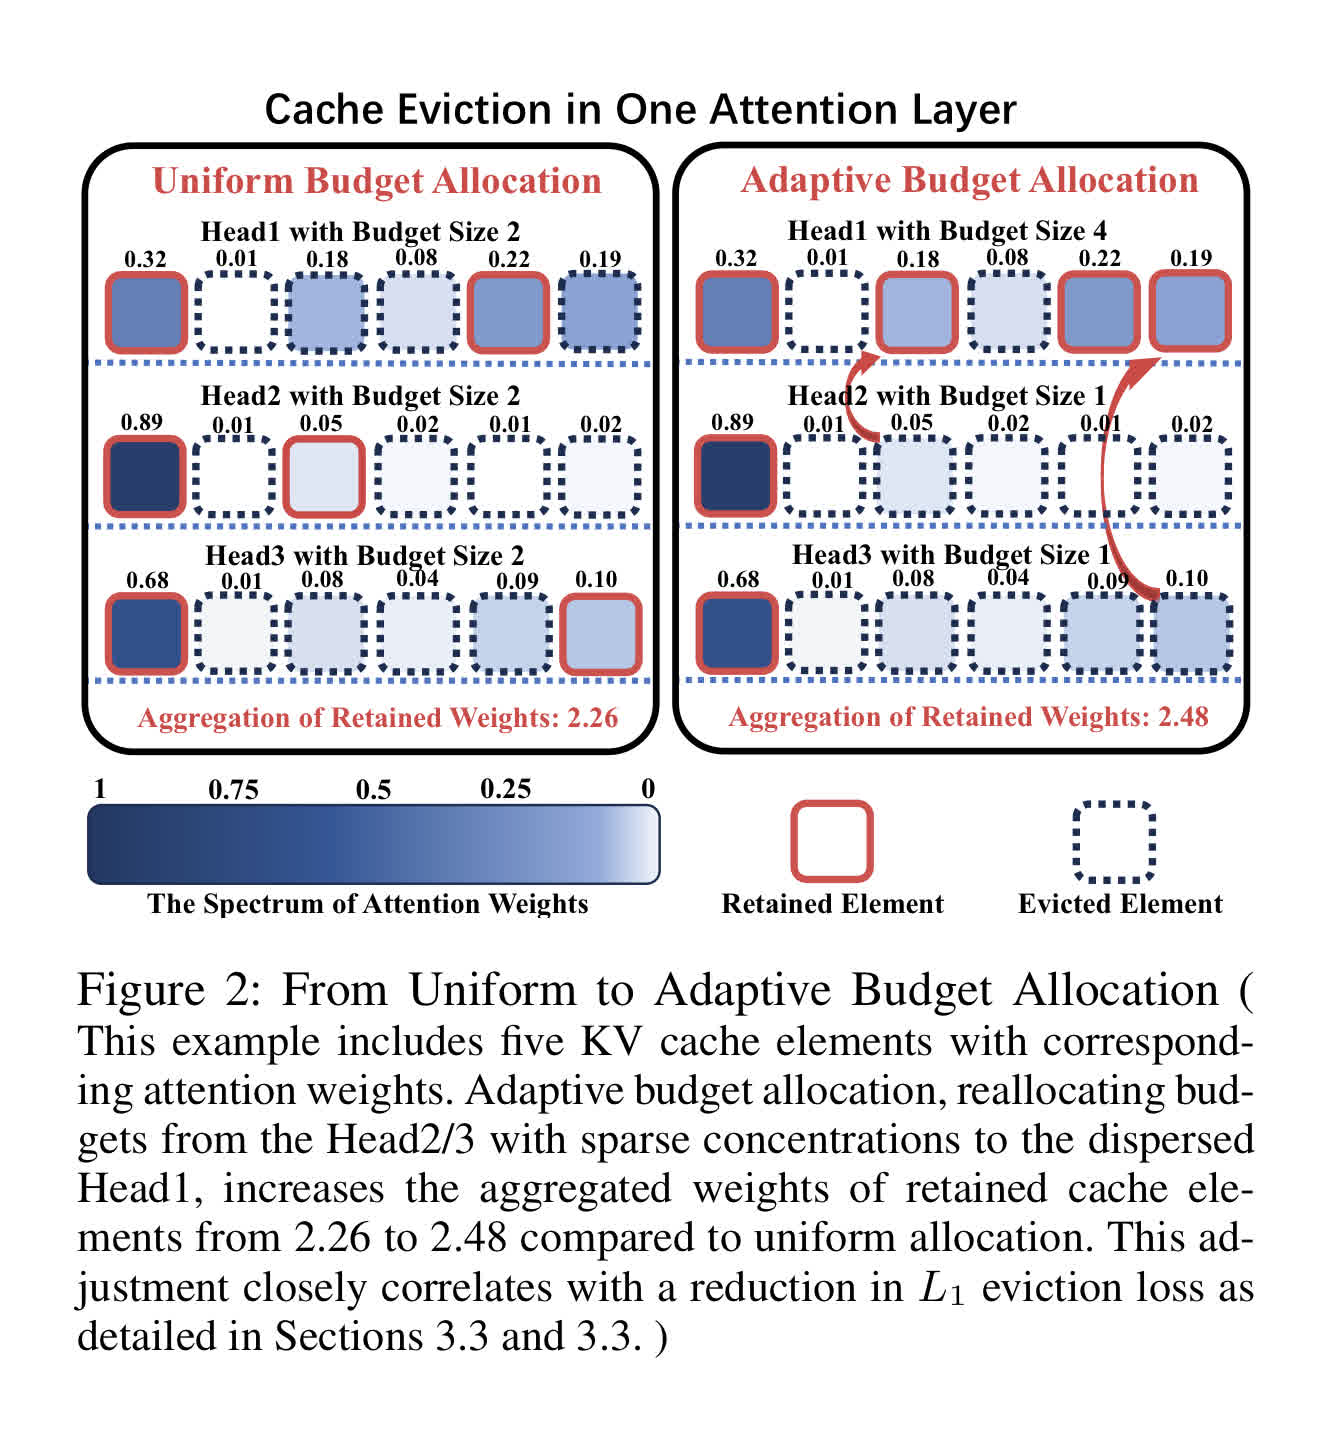 Cache Eviction in One Attention Layer
Uniform Budget Allocation
Head1 with Budget Size 2
0.32 0.01 0.18 0.08 0.22 0.19
Head2 with Budget Size 2
0.89 0.01 0.05 0.02 0.01 0.02
Head3 with Budget Size 2
0.68 0.01 0.08 0.04 0.09 0.10
Aggregation of Retained Weights: 2.26
Adaptive Budget Allocation
Head1 with Budget Size 4
0.32 0.01 0.18 0.08 0.22 0.19
Head2 with Budget Size 1
0.89 0.01 0.05 0.02 0.01 0.02
Head3 with Budget Size 1
0.68 0.01 0.08 0.04 0.09 0.10
Aggregation of Retained Weights: 2.48
1 0.75 0.5 0.25 0
The Spectrum of Attention Weights
Retained Element
Evicted Element
Figure 2: From Uniform to Adaptive Budget Allocation (
This example includes five KV cache elements with correspond-
ing attention weights. Adaptive budget allocation, reallocating bud-
gets from the Head2/3 with sparse concentrations to the dispersed
Head1, increases the aggregated weights of retained cache ele-
ments from 2.26 to 2.48 compared to uniform allocation. This ad-
justment closely correlates with a reduction in L₁ eviction loss as
detailed in Sections 3.3 and 3.3. )